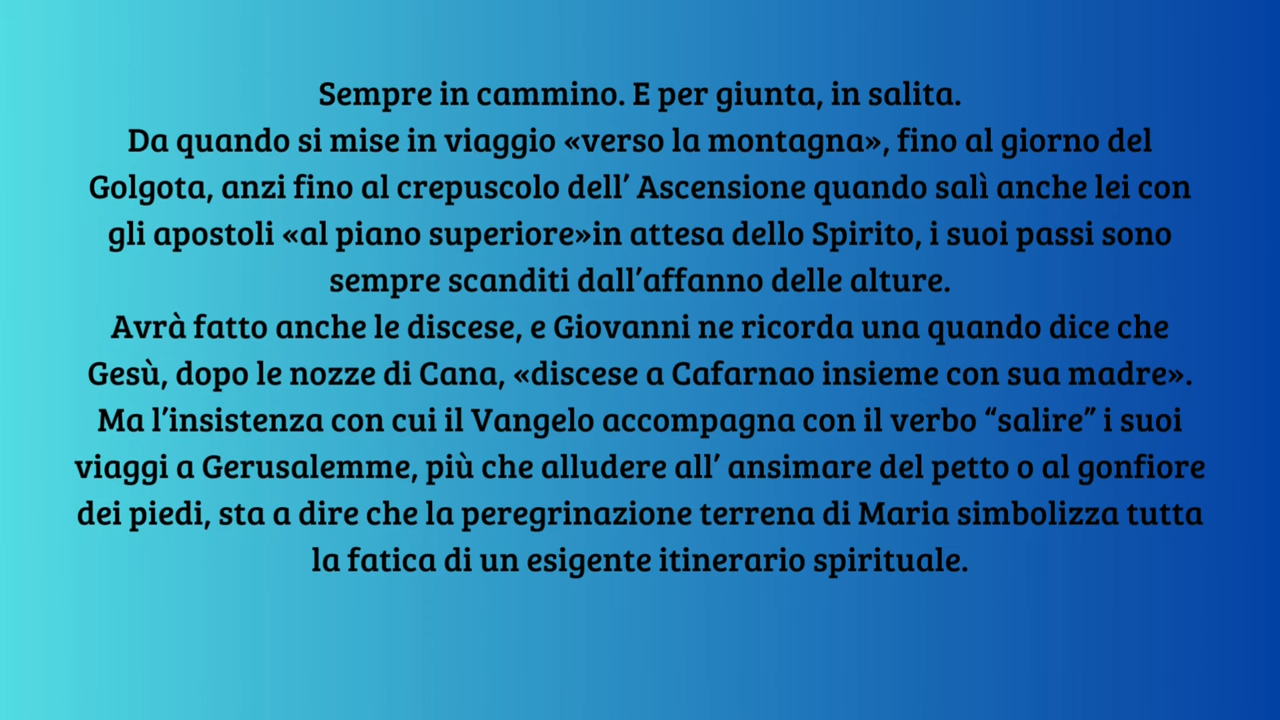 Sempre in cammino. E per giunta, in salita.
Da quando si mise in viaggio «verso la montagna», fino al giorno del
Golgota, anzi fino al crepuscolo dell’ Ascensione quando salì anche lei con
gli apostoli «al piano superiore»in attesa dello Spirito, i suoi passi sono
sempre scanditi dall’affanno delle alture.
Avrà fatto anche le discese, e Giovanni ne ricorda una quando dice che
Gesù, dopo le nozze di Cana, «discese a Cafarnao insieme con sua madre».
Ma l’insistenza con cui il Vangelo accompagna con il verbo “salire” i suoi
viaggi a Gerusalemme, più che alludere all’ ansimare del petto o al gonfiore
dei piedi, sta a dire che la peregrinazione terrena di Maria simbolizza tutta
la fatica di un esigente itinerario spirituale.